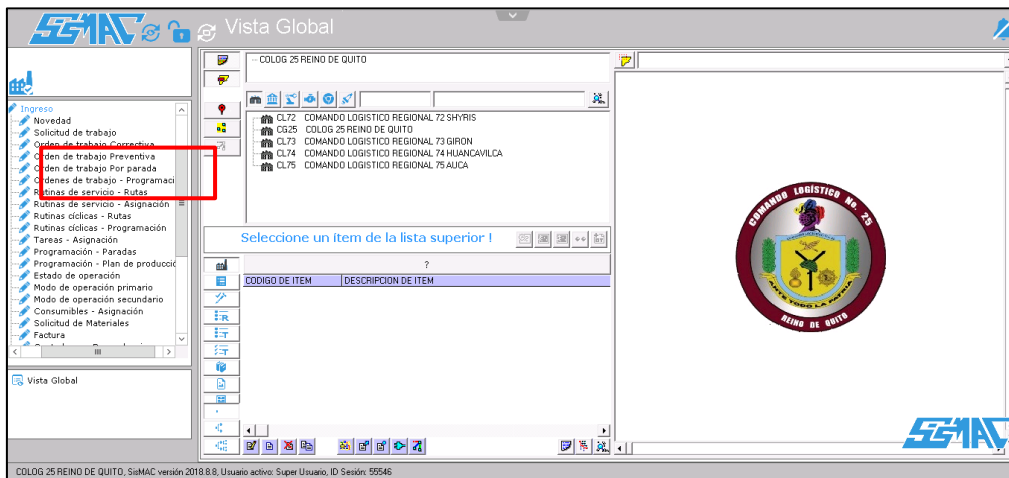 SisMAC
Vista Global
COLOG 25 REINO DE QUITO
CL72 COMANDO LOGISTICO REGIONAL 72 SHYRIS
CG25 COLOG 25 REINO DE QUITO
CL73 COMANDO LOGISTICO REGIONAL 73 GIRON
CL74 COMANDO LOGISTICO REGIONAL 74 HUANCAVILCA
CL75 COMANDO LOGISTICO REGIONAL 75 AUCA
Ingreso
Novedad
Solicitud de trabajo
Orden de trabajo Correctiva
Orden de trabajo Preventiva
Orden de trabajo Por parada
Ordenes de trabajo - Programaci
Rutinas de servicio - Rutas
Rutinas de servicio - Asignación
Rutinas cíclicas - Rutas
Rutinas cíclicas - Programación
Tareas - Asignación
Programación - Paradas
Programación - Plan de producció
Estado de operación
Modo de operación primario
Modo de operación secundario
Consumibles - Asignación
Solicitud de Materiales
Factura
Vista Global
Seleccione un ítem de la lista superior !
?
CODIGO DE ITEM DESCRIPCION DE ITEM
COMANDO LOGÍSTICO No. 25
ANTE TODO LA PATRIA
REINO DE QUITO
SisMAC
COLOG 25 REINO DE QUITO, SisMAC versión 2018.8.8, Usuario activo: Super Usuario, ID Sesión: 55546